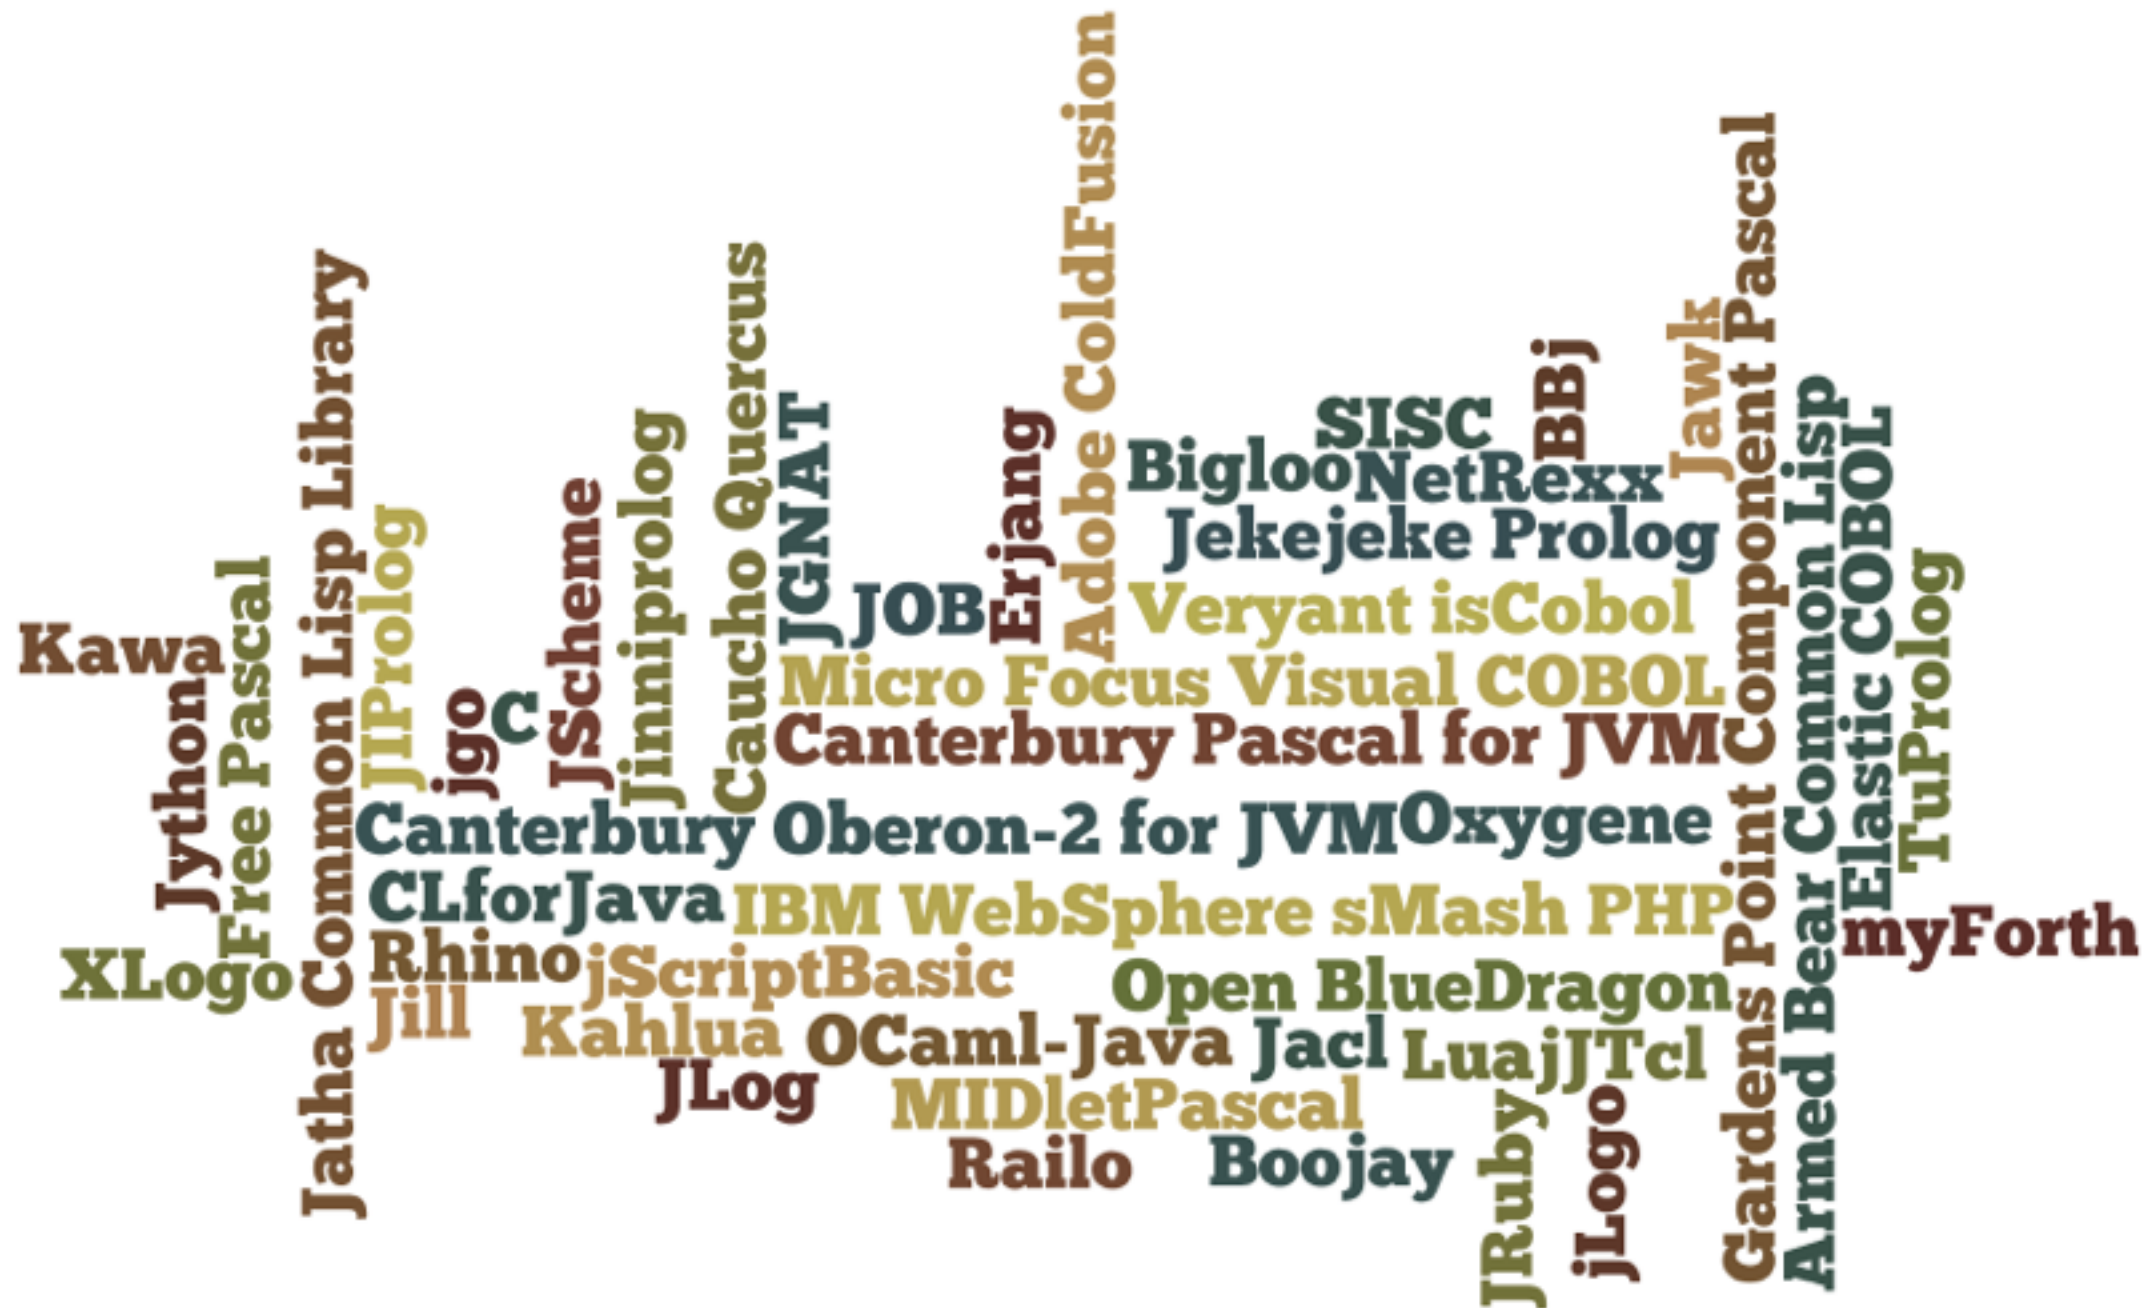 Adobe ColdFusion
Gardens Point Component Pascal
Jatha Common Lisp Library
Caucho Quercus
Jawk
BBj
Armed Bear Common Lisp
JGNAT
SISC
Elastic COBOL
Erjang
Jinniprolog
Bigloo
NetRexx
JScheme
JIProlog
Jekejeke Prolog
TuProlog
Free Pascal
JOB
Veryant isCobol
Kawa
Micro Focus Visual COBOL
Jython
jgo
C
Canterbury Pascal for JVM
Canterbury Oberon-2 for JVM
Oxygene
CLforJava
IBM WebSphere sMash PHP
myForth
Rhino
jScriptBasic
XLogo
Open BlueDragon
Jill
Kahlua
OCaml-Java
Jacl
Luaj
JTcl
JLog
MIDletPascal
JRuby
jLogo
Railo
Boojay